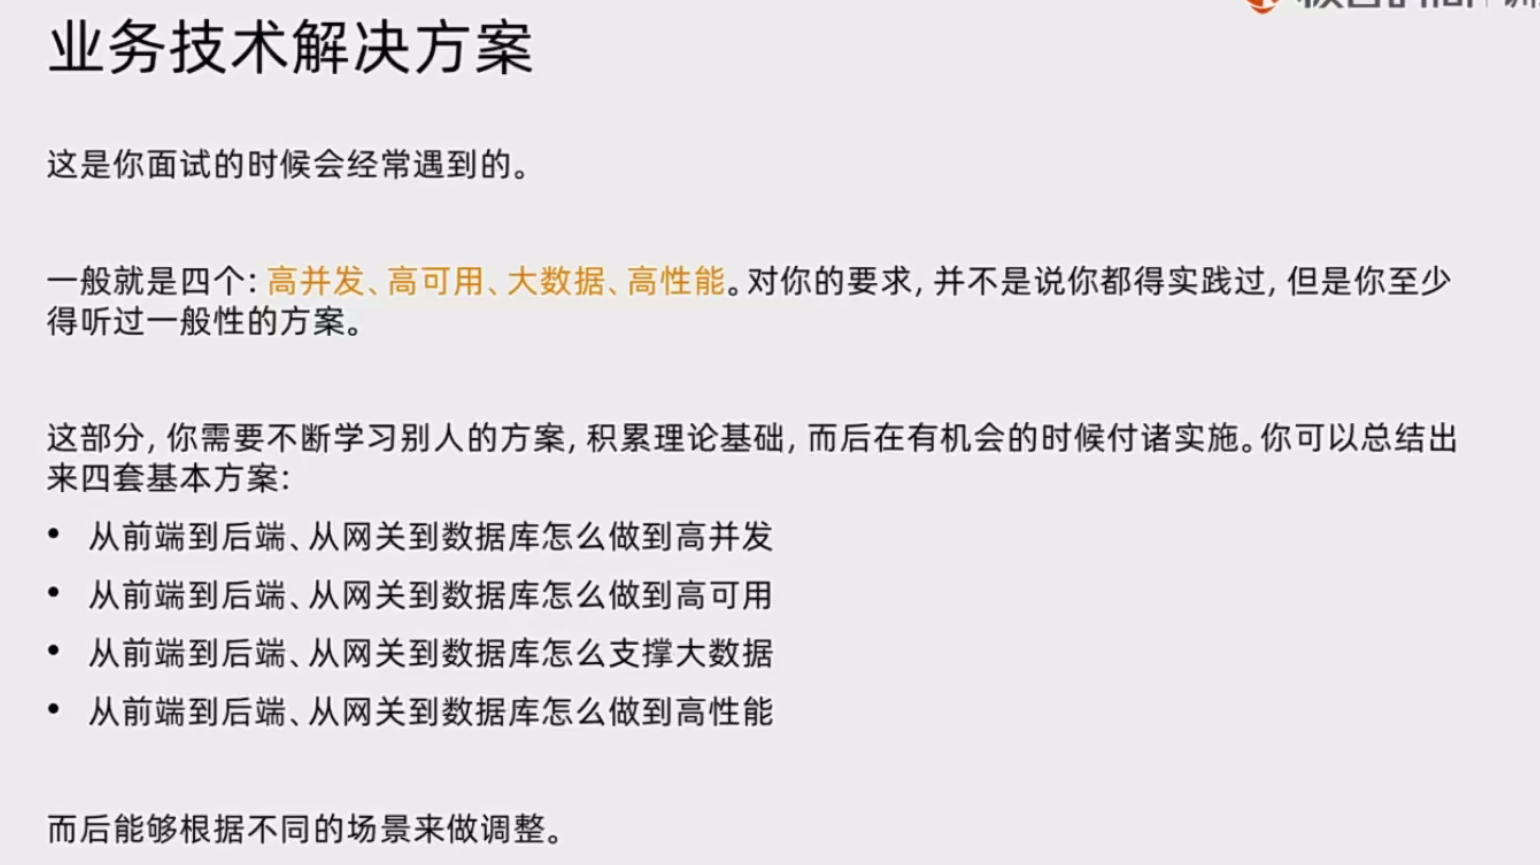 业务技术解决方案
这是你面试的时候会经常遇到的。
一般就是四个：高并发、高可用、大数据、高性能。对你的要求，并不是说你都得实践过，但是你至少
得听过一般性的方案。
这部分，你需要不断学习别人的方案，积累理论基础，而后在有机会的时候付诸实施。你可以总结出
来四套基本方案：
• 从前端到后端、从网关到数据库怎么做到高并发
• 从前端到后端、从网关到数据库怎么做到高可用
• 从前端到后端、从网关到数据库怎么支撑大数据
• 从前端到后端、从网关到数据库怎么做到高性能
而后能够根据不同的场景来做调整。